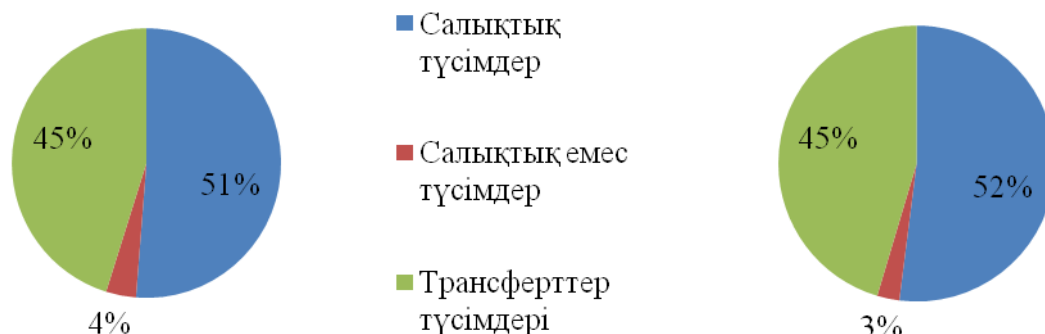 45%
51%
4%
Салықтық
түсімдер
Салықтық емес
түсімдер
Трансферттер
түсімдері
45%
52%
3%